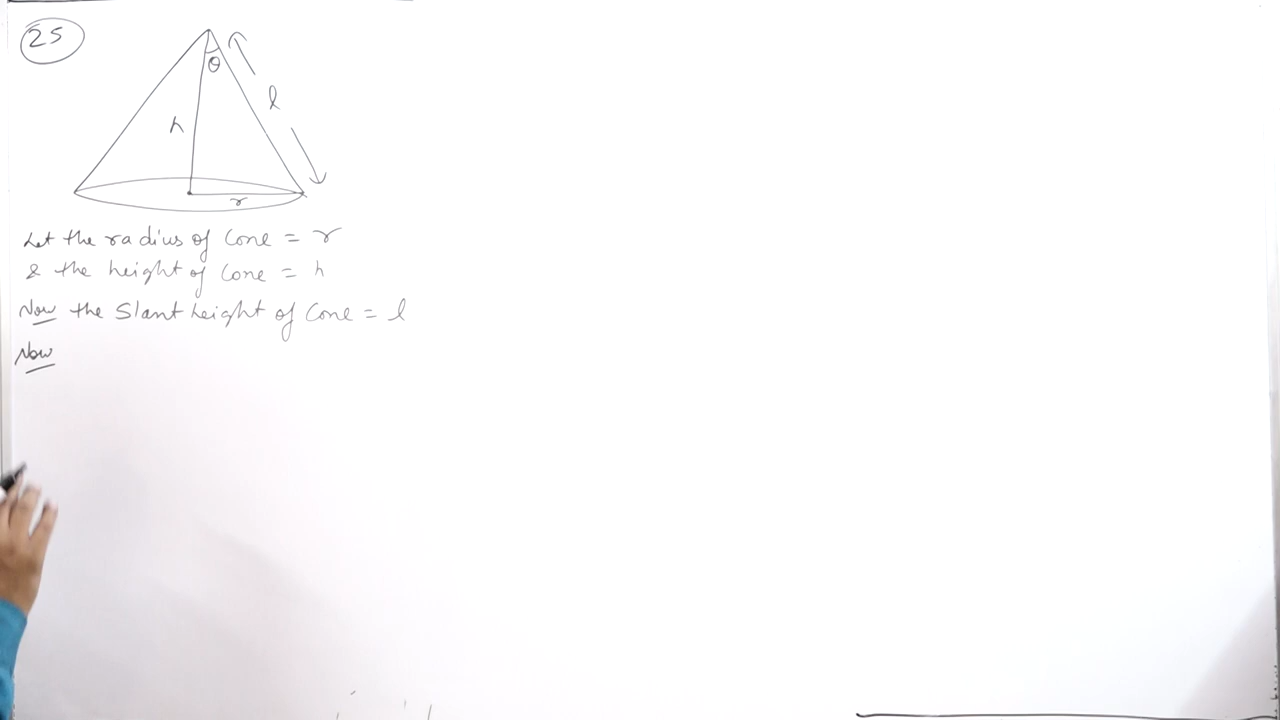 25
θ
l
h
r
Let the radius of Cone = r
& the height of Cone = h
Now the Slant height of Cone = l
Now